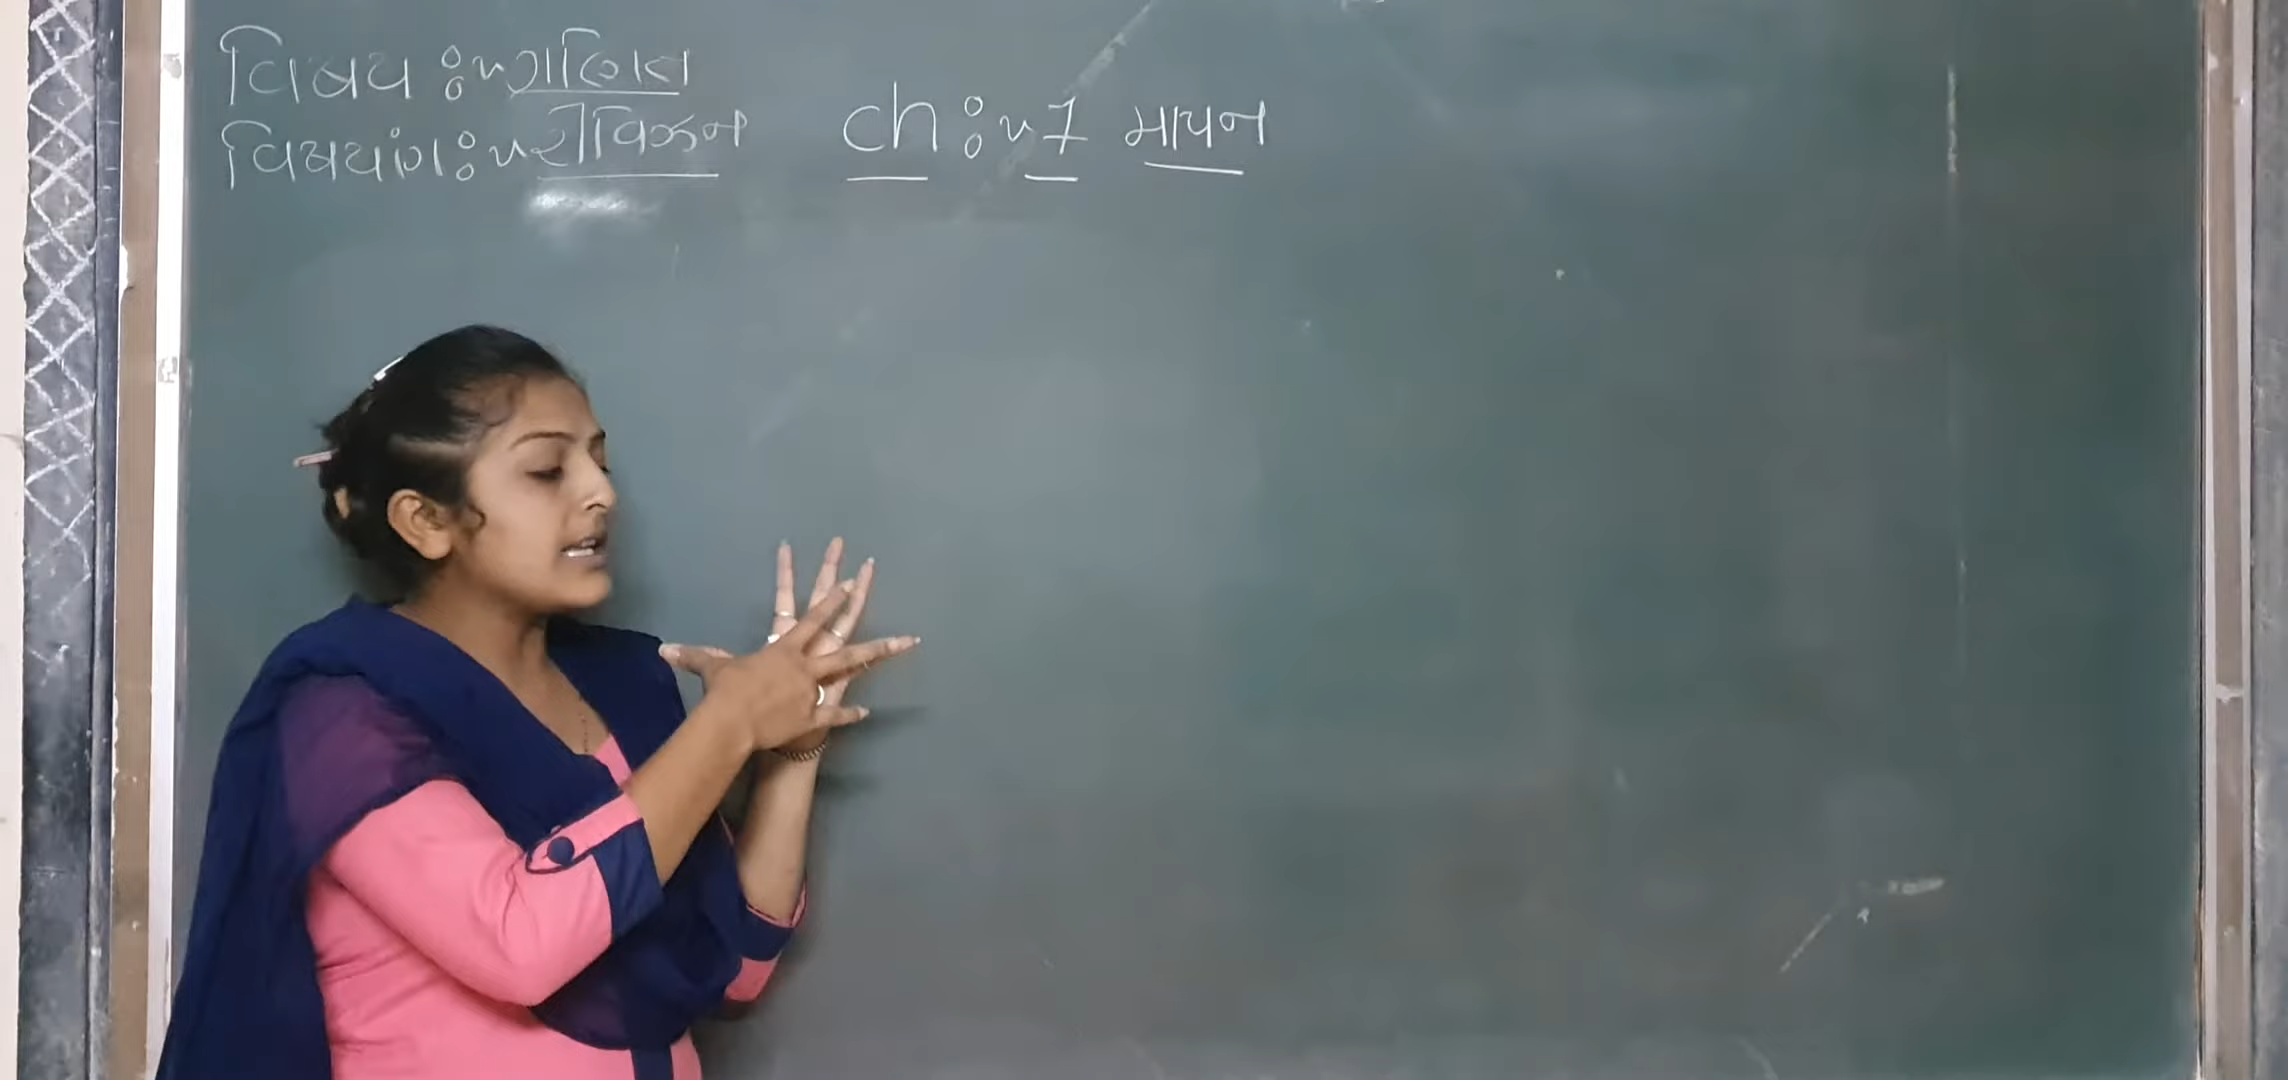 વિષય :~ ગણિત
વિષયાંગ :~ રીવિઝન ch :~ 7 માપન